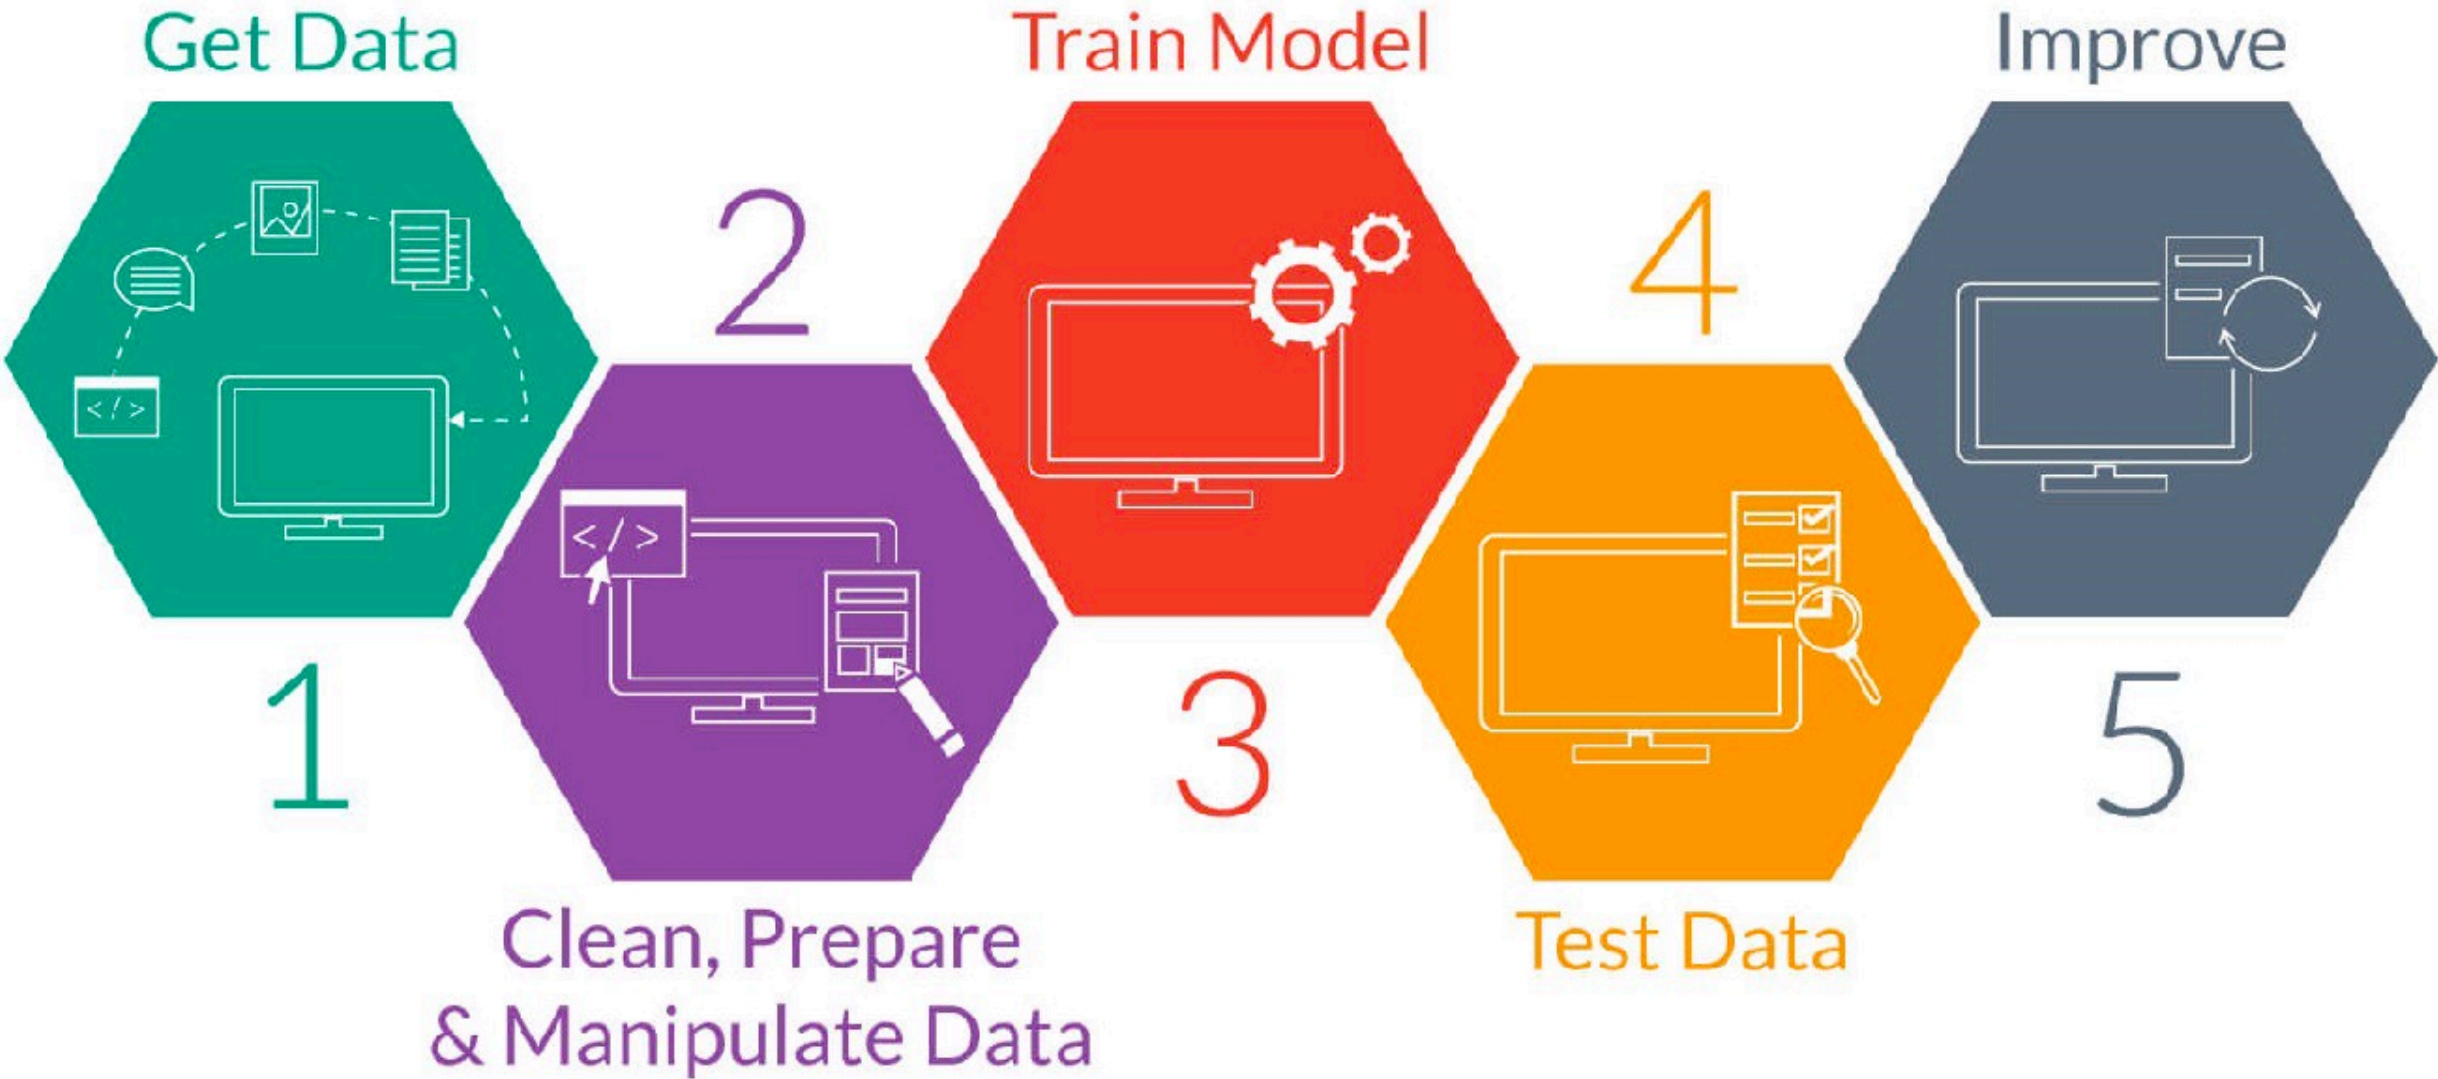 Get Data
1
</>
2
</>
Clean, Prepare
& Manipulate Data
Train Model
3
4
Test Data
Improve
5